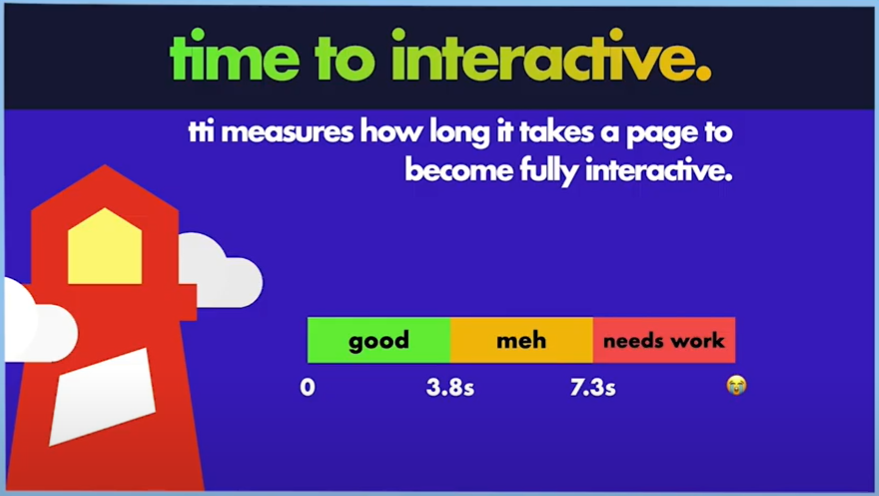 time to interactive.
tti measures how long it takes a page to
become fully interactive.
good meh needs work
0 3.8s 7.3s 😭